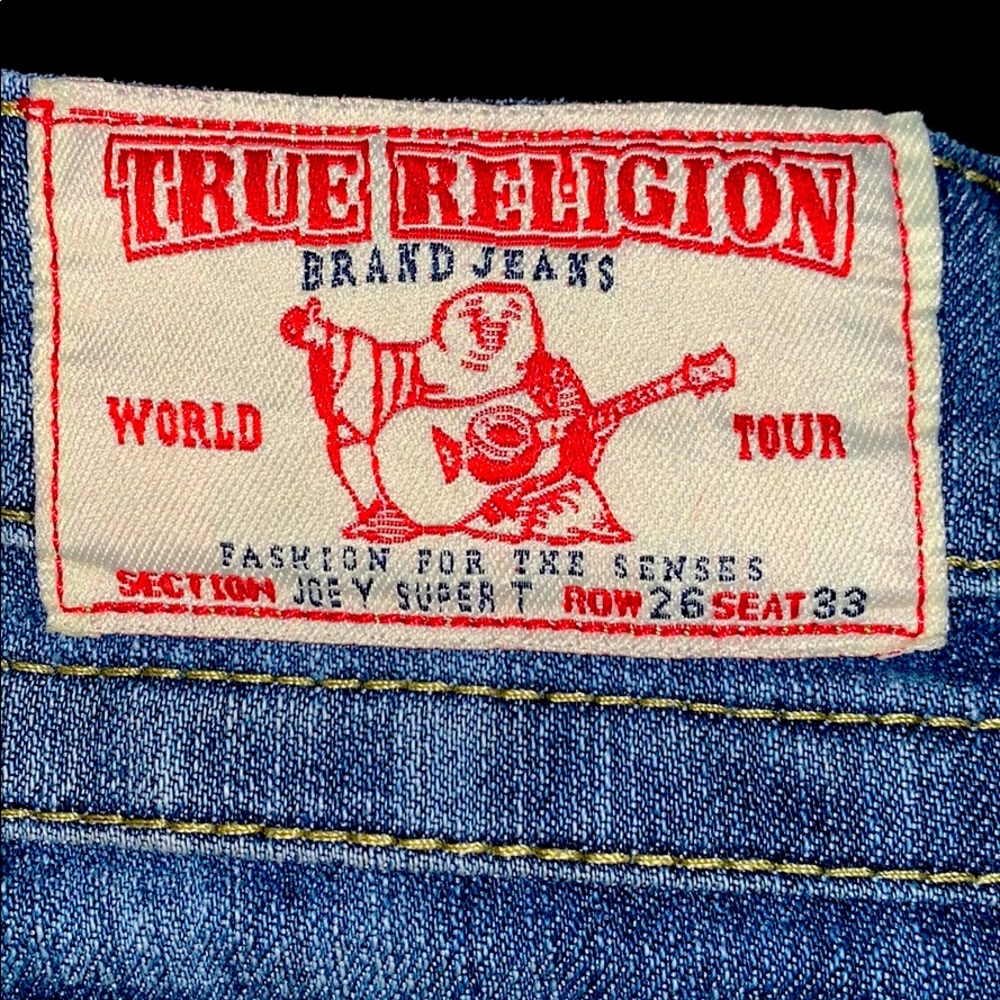 TRUE RELIGION
BRAND JEANS
WORLD TOUR
FASHION FOR THE SENSES
SECTION JOEY SUPER T ROW 26 SEAT 33